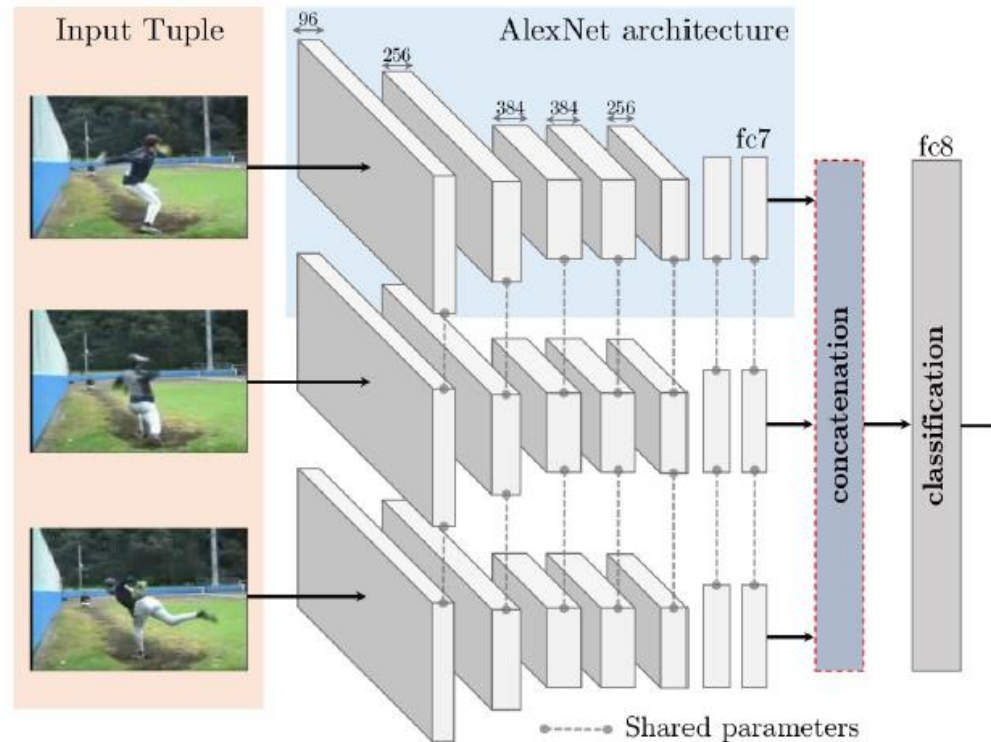 Input Tuple
AlexNet architecture
96
256
384
384
256
fc7
fc8
concatenation
classification
Shared parameters